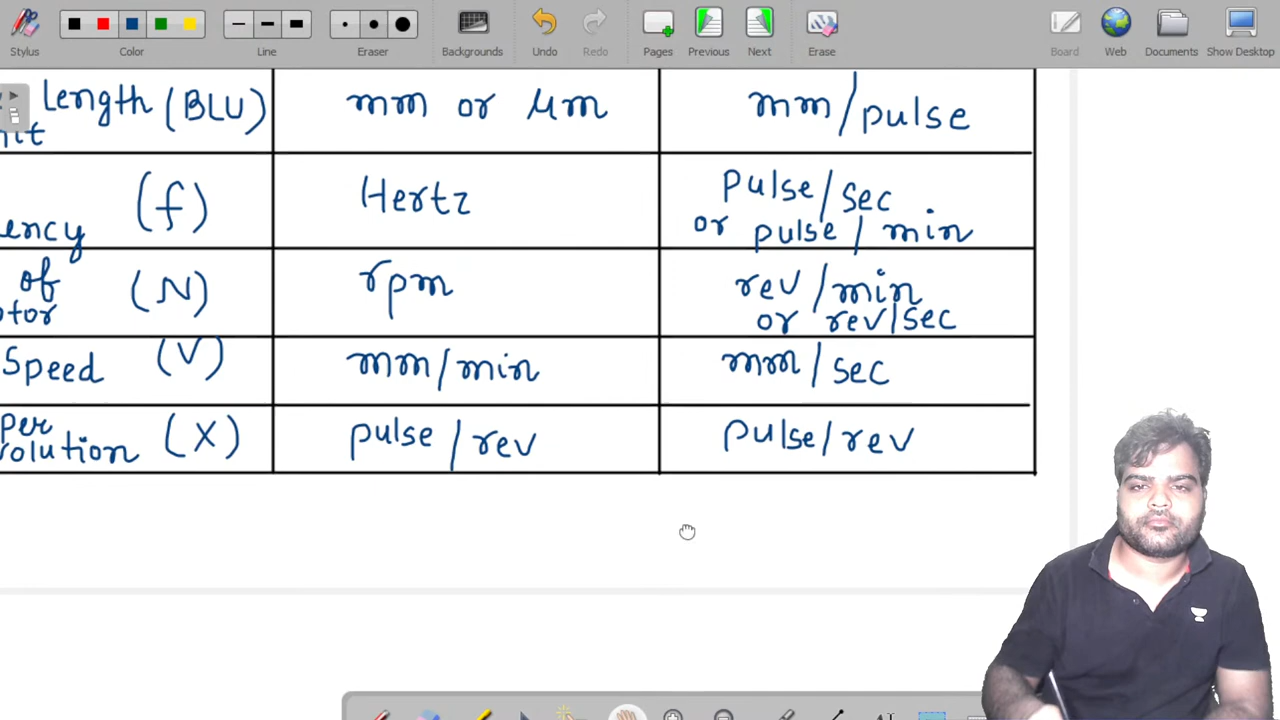 Stylus
Color
Line
Eraser
Backgrounds
Undo
Redo
Pages
Previous
Next
Erase
Board
Web
Documents
Show Desktop
Length (BLU)
mm or μm
mm/pulse
(f)
Hertz
pulse/sec
or pulse/min
of
(N)
rpm
rev/min
or rev/sec
Speed (V)
mm/min
mm/sec
per
(X)
pulse/rev
pulse/rev